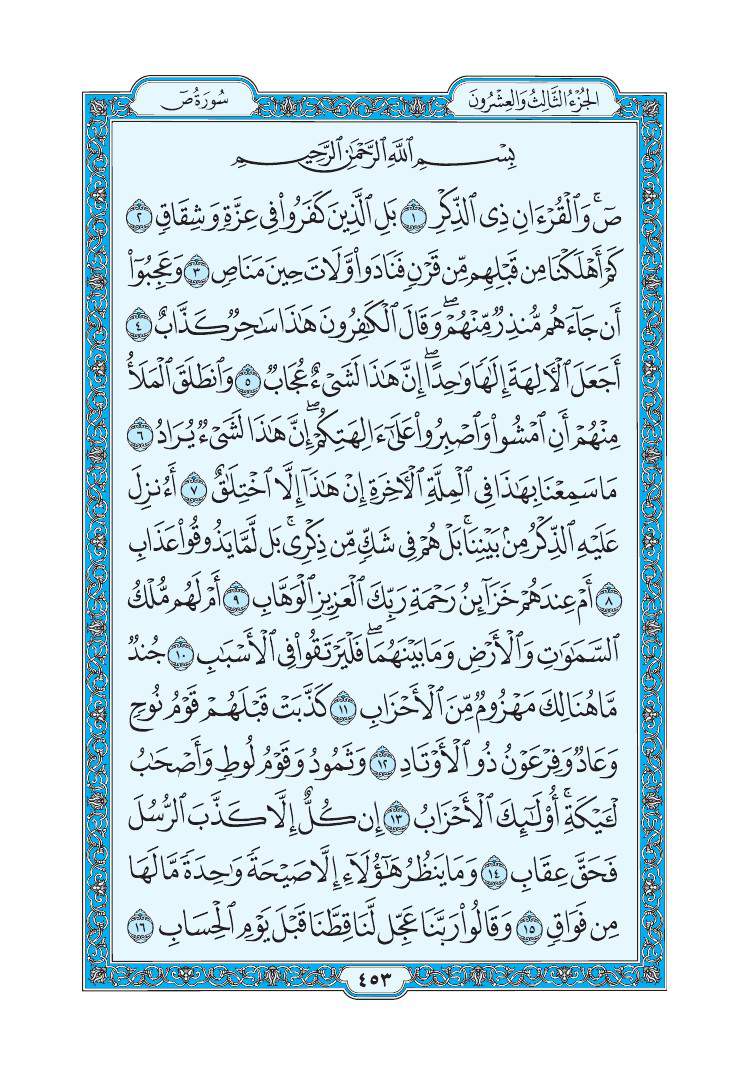 الجُزْءُ الثَّالِثُ وَالعِشْرُونَ
سُورَةُ صٓ
بِسْمِ ٱللَّهِ ٱلرَّحْمَٰنِ ٱلرَّحِيمِ
صٓۚ وَٱلْقُرْءَانِ ذِى ٱلذِّكْرِ ١ بَلِ ٱلَّذِينَ كَفَرُواْ فِى عِزَّةٖ وَشِقَاقٖ ٢
كَمْ أَهْلَكْنَا مِن قَبْلِهِم مِّن قَرْنٖ فَنَادَواْ وَّلَاتَ حِينَ مَنَاصٖ ٣ وَعَجِبُوٓاْ
أَن جَآءَهُم مُّنذِرٞ مِّنْهُمْۖ وَقَالَ ٱلْكَٰفِرُونَ هَٰذَا سَٰحِرٞ كَذَّابٌ ٤
أَجَعَلَ ٱلْأٓلِهَةَ إِلَٰهٗا وَٰحِدًاۖ إِنَّ هَٰذَا لَشَىْءٌ عُجَابٞ ٥ وَٱنطَلَقَ ٱلْمَلَأُ
مِنْهُمْ أَنِ ٱمْشُواْ وَٱصْبِرُواْ عَلَىٰٓ ءَالِهَتِكُمْۖ إِنَّ هَٰذَا لَشَىْءٞ يُرَادُ ٦
مَا سَمِعْنَا بِهَٰذَا فِى ٱلْمِلَّةِ ٱلْأٓخِرَةِ إِنْ هَٰذَآ إِلَّا ٱخْتِلَٰقٌ ٧ أَءُنزِلَ
عَلَيْهِ ٱلذِّكْرُ مِنۢ بَيْنِنَاۚ بَلْ هُمْ فِى شَكّٖ مِّن ذِكْرِىۚ بَل لَّمَّا يَذُوقُواْ عَذَابِ
٨ أَمْ عِندَهُمْ خَزَآئِنُ رَحْمَةِ رَبِّكَ ٱلْعَزِيزِ ٱلْوَهَّابِ ٩ أَمْ لَهُم مُّلْكُ
ٱلسَّمَٰوَٰتِ وَٱلْأَرْضِ وَمَا بَيْنَهُمَاۖ فَلْيَرْتَقُواْ فِى ٱلْأَسْبَٰبِ ١٠ جُندٞ
مَّا هُنَالِكَ مَهْزُومٞ مِّنَ ٱلْأَحْزَابِ ١١ كَذَّبَتْ قَبْلَهُمْ قَوْمُ نُوحٖ
وَعَادٞ وَفِرْعَوْنُ ذُو ٱلْأَوْتَادِ ١٢ وَثَمُودُ وَقَوْمُ لُوطٖ وَأَصْحَٰبُ
لْـَٔيْكَةِۚ أُوْلَٰٓئِكَ ٱلْأَحْزَابُ ١٣ إِن كُلٌّ إِلَّا كَذَّبَ ٱلرُّسُلَ
فَحَقَّ عِقَابِ ١٤ وَمَا يَنظُرُ هَٰٓؤُلَآءِ إِلَّا صَيْحَةٗ وَٰحِدَةٗ مَّا لَهَا
مِن فَوَاقٖ ١٥ وَقَالُواْ رَبَّنَا عَجِّل لَّنَا قِطَّنَا قَبْلَ يَوْمِ ٱلْحِسَابِ ١٦
٤٥٣